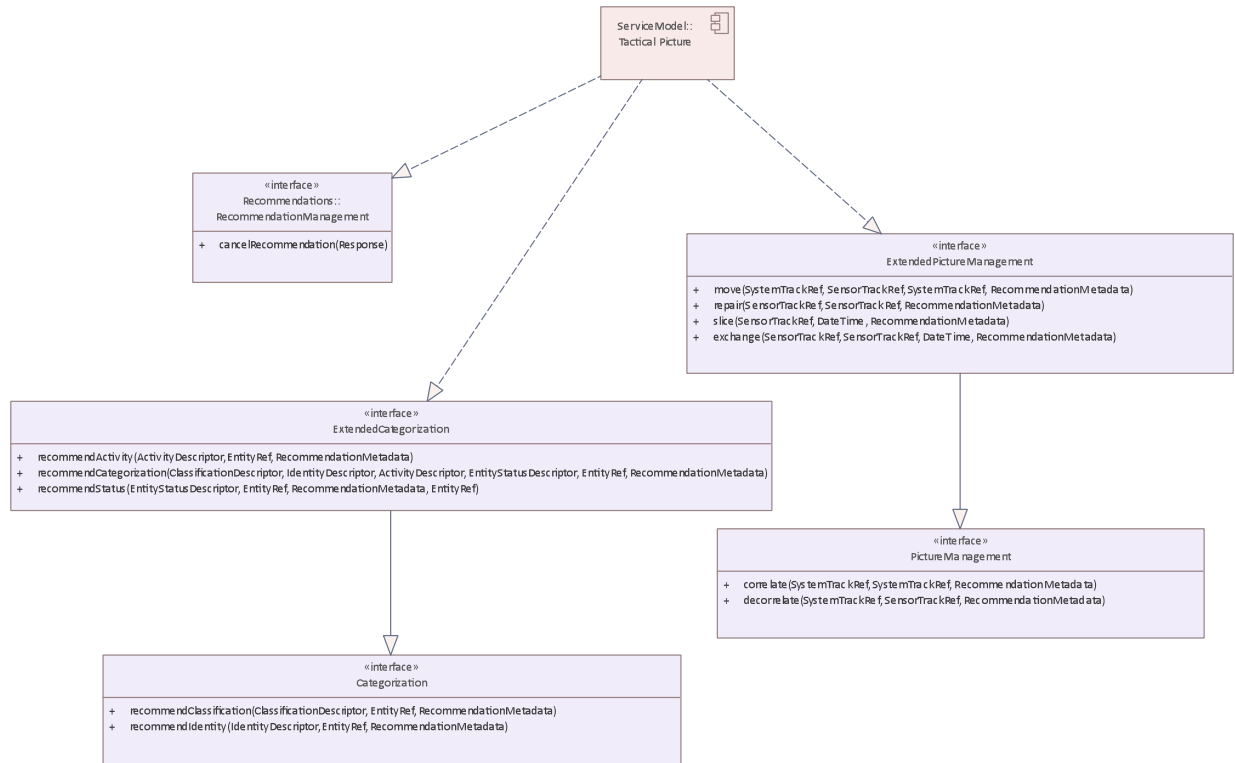 ServiceModel::
Tactical Picture
«interface»
Recommendations::
RecommendationManagement
+ cancelRecommendation(Response)
«interface»
ExtendedPictureManagement
+ move(SystemTrackRef, SensorTrackRef, SystemTrackRef, RecommendationMetadata)
+ repair(SensorTrackRef, SensorTrackRef, RecommendationMetadata)
+ slice(SensorTrackRef, DateTime, RecommendationMetadata)
+ exchange(SensorTrackRef, SensorTrackRef, DateTime, RecommendationMetadata)
«interface»
ExtendedCategorization
+ recommendActivity(ActivityDescriptor, EntityRef, RecommendationMetadata)
+ recommendCategorization(ClassificationDescriptor, IdentityDescriptor, ActivityDescriptor, EntityStatusDescriptor, EntityRef, RecommendationMetadata)
+ recommendStatus(EntityStatusDescriptor, EntityRef, RecommendationMetadata, EntityRef)
«interface»
PictureManagement
+ correlate(SystemTrackRef, SystemTrackRef, RecommendationMetadata)
+ decorrelate(SystemTrackRef, SensorTrackRef, RecommendationMetadata)
«interface»
Categorization
+ recommendClassification(ClassificationDescriptor, EntityRef, RecommendationMetadata)
+ recommendIdentity(IdentityDescriptor, EntityRef, RecommendationMetadata)